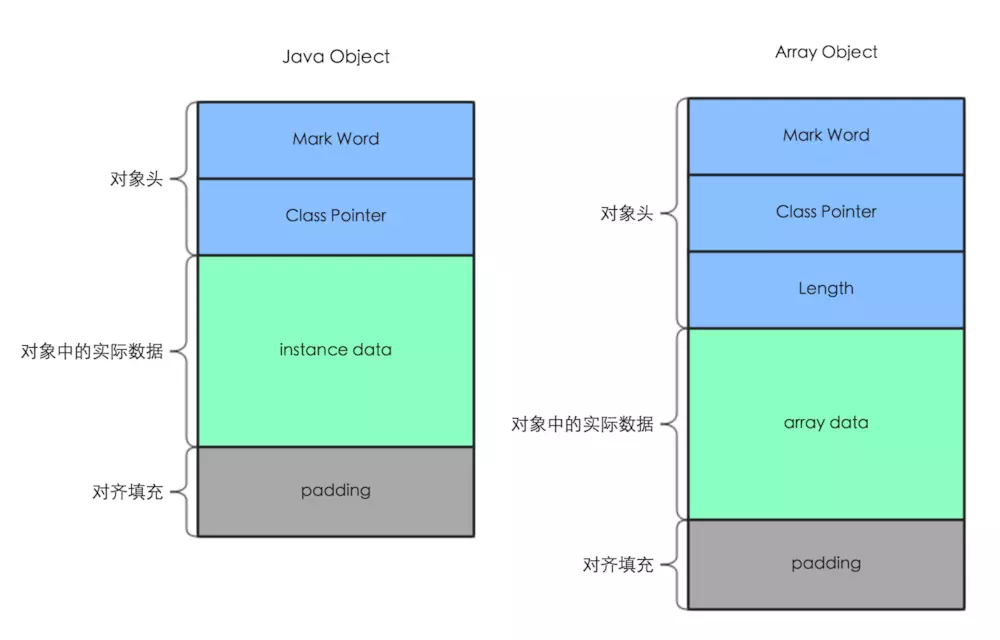 Java Object
Mark Word
对象头
Class Pointer
对象中的实际数据
instance data
对齐填充
padding
Array Object
Mark Word
对象头
Class Pointer
Length
对象中的实际数据
array data
对齐填充
padding